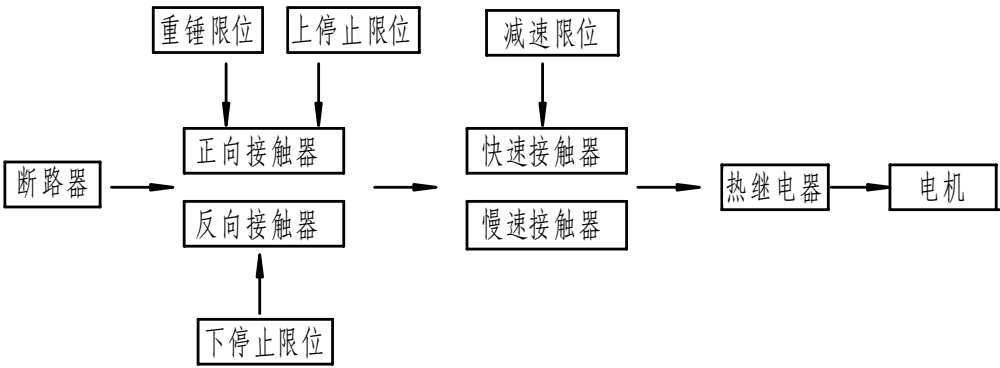 重锤限位
上停止限位
减速限位
正向接触器
快速接触器
断路器
热继电器
电机
反向接触器
慢速接触器
下停止限位